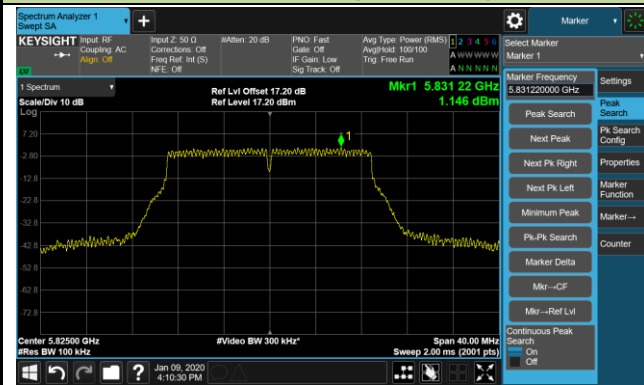 Spectrum Analyzer 1
Swept SA
Marker
KEYSIGHT
Input: RF
Coupling: AC
Align: Off
Input Z: 50 Ω
Corrections: Off
Freq Ref: Int (S)
NFE: Off
#Atten: 20 dB
PNO: Fast
Gate: Off
IF Gain: Low
Sig Track: Off
Avg Type: Power (RMS)
Avg|Hold: 100/100
Trig: Free Run
1 2 3 4 5 6
A W W W W W
A N N N N N
Select Marker
Marker 1
1 Spectrum
Scale/Div 10 dB
Log
Ref Lvl Offset 17.20 dB
Ref Level 17.20 dBm
Mkr1 5.831 22 GHz
1.146 dBm
7.20
-2.80
-12.8
-22.8
-32.8
-42.8
-52.8
-62.8
-72.8
1
Center 5.82500 GHz
#Res BW 100 kHz
#Video BW 300 kHz*
Span 40.00 MHz
Sweep 2.00 ms (2001 pts)
Marker Frequency
5.831220000 GHz
Peak Search
Next Peak
Next Pk Right
Next Pk Left
Minimum Peak
Pk-Pk Search
Marker Delta
Mkr→CF
Mkr→Ref Lvl
Continuous Peak
Search
On
Off
Settings
Peak
Search
Pk Search
Config
Properties
Marker
Function
Marker→
Counter
Jan 09, 2020
4:10:30 PM